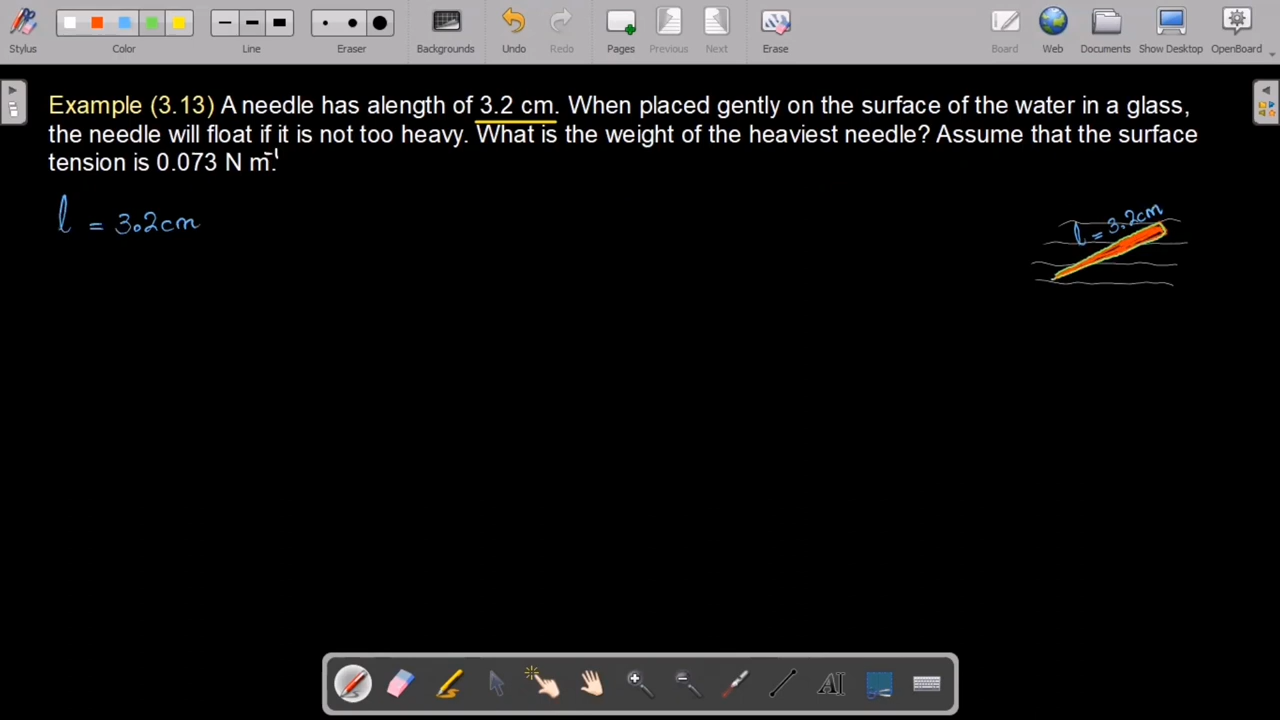 Stylus
Color
Line
Eraser
Backgrounds
Undo
Redo
Pages
Previous
Next
Erase
Board
Web
Documents
Show Desktop
OpenBoard
Example (3.13) A needle has alength of 3.2 cm. When placed gently on the surface of the water in a glass,
the needle will float if it is not too heavy. What is the weight of the heaviest needle? Assume that the surface
tension is 0.073 N m⁻¹.
l = 3.2cm
l = 3.2cm
AI